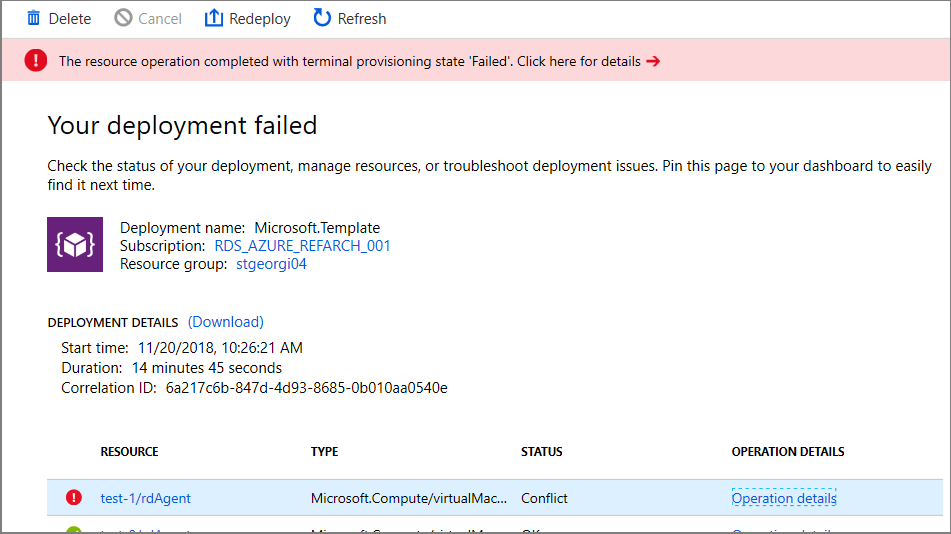 Delete Cancel Redeploy Refresh
The resource operation completed with terminal provisioning state 'Failed'. Click here for details →
Your deployment failed
Check the status of your deployment, manage resources, or troubleshoot deployment issues. Pin this page to your dashboard to easily
find it next time.
Deployment name: Microsoft.Template
Subscription: RDS_AZURE_REFARCH_001
Resource group: stgeorgi04
DEPLOYMENT DETAILS (Download)
Start time: 11/20/2018, 10:26:21 AM
Duration: 14 minutes 45 seconds
Correlation ID: 6a217c6b-847d-4d93-8685-0b010aa0540e
RESOURCE TYPE STATUS OPERATION DETAILS
test-1/rdAgent Microsoft.Compute/virtualMac... Conflict Operation details